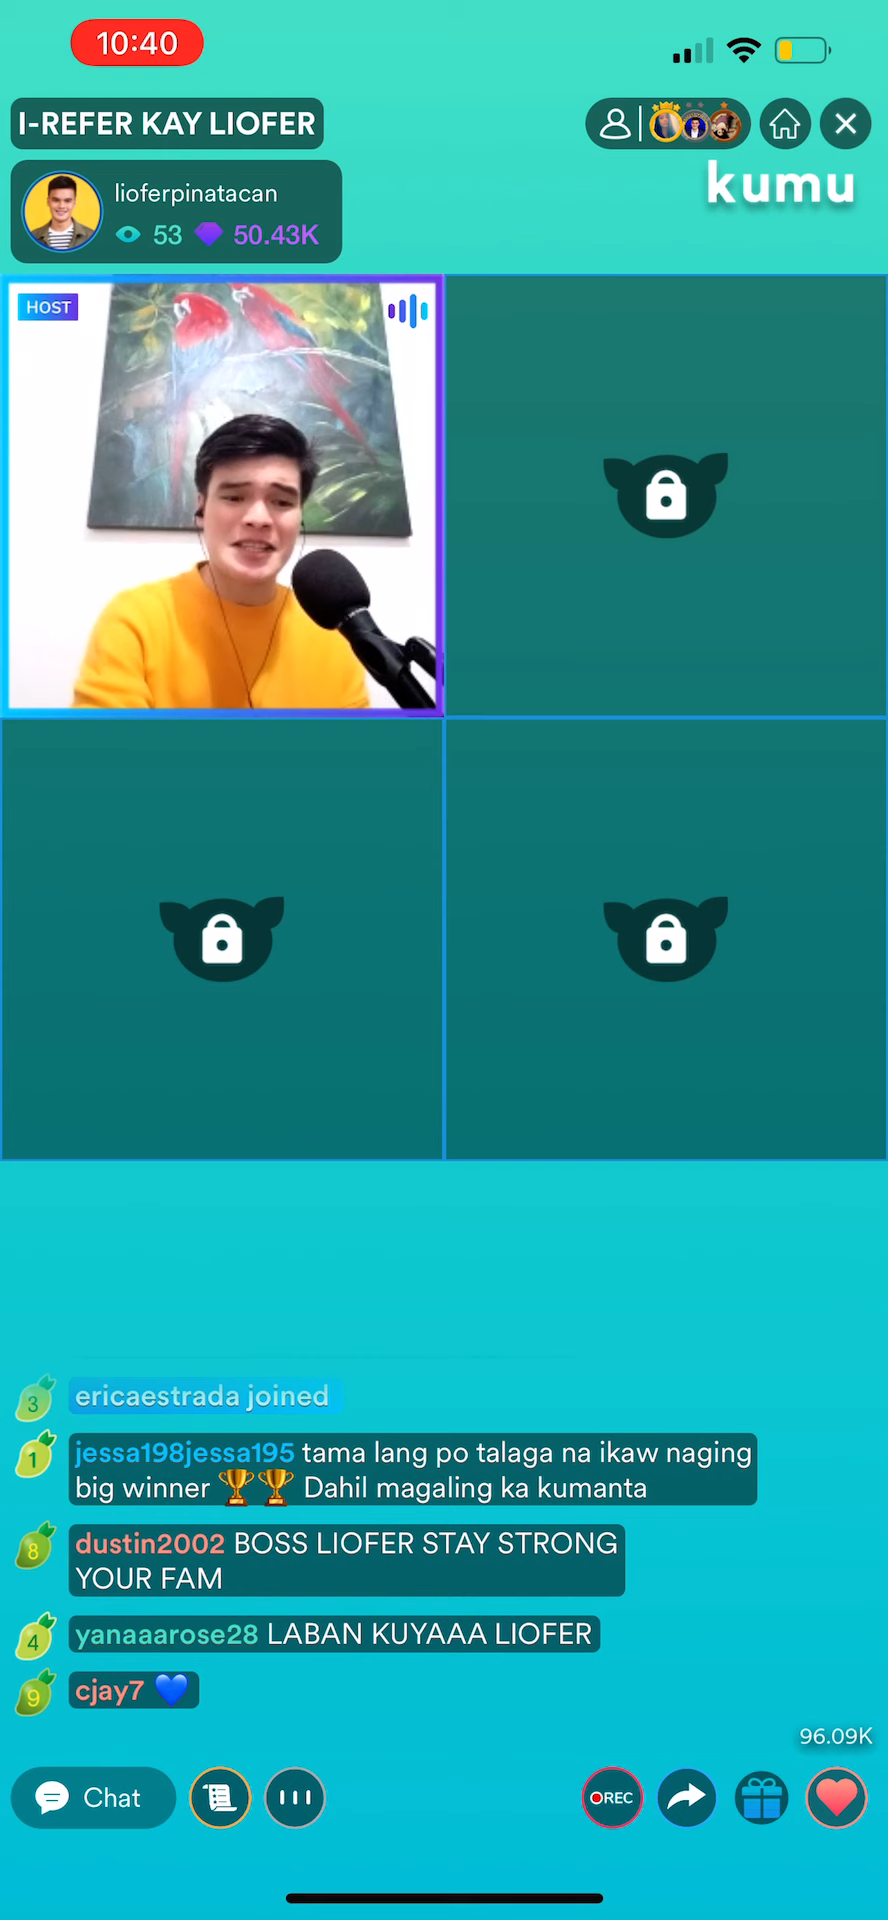 10:40
I-REFER KAY LIOFER
kumu
lioferpinatacan
53 50.43K
HOST
3 ericaestrada joined
1 jessa198jessa195 tama lang po talaga na ikaw naging
big winner 🏆🏆 Dahil magaling ka kumanta
8 dustin2002 BOSS LIOFER STAY STRONG
YOUR FAM
4 yanaaarose28 LABAN KUYAAA LIOFER
9 cjay7 💙
96.09K
Chat REC